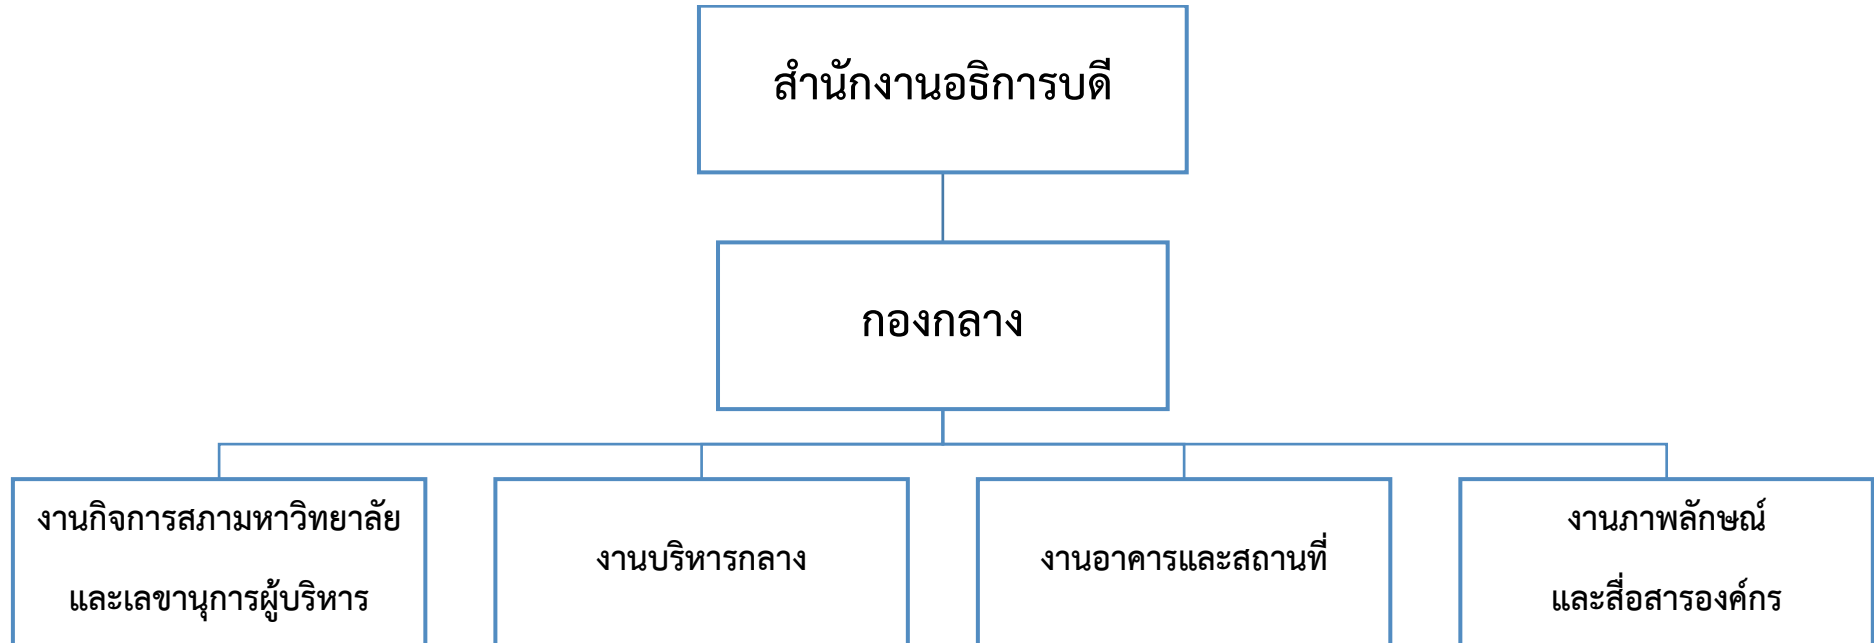 สำนักงานอธิการบดี
กองกลาง
งานกิจการสภามหาวิทยาลัย
และเลขานุการผู้บริหาร
งานบริหารกลาง
งานอาคารและสถานที่
งานภาพลักษณ์
และสื่อสารองค์กร